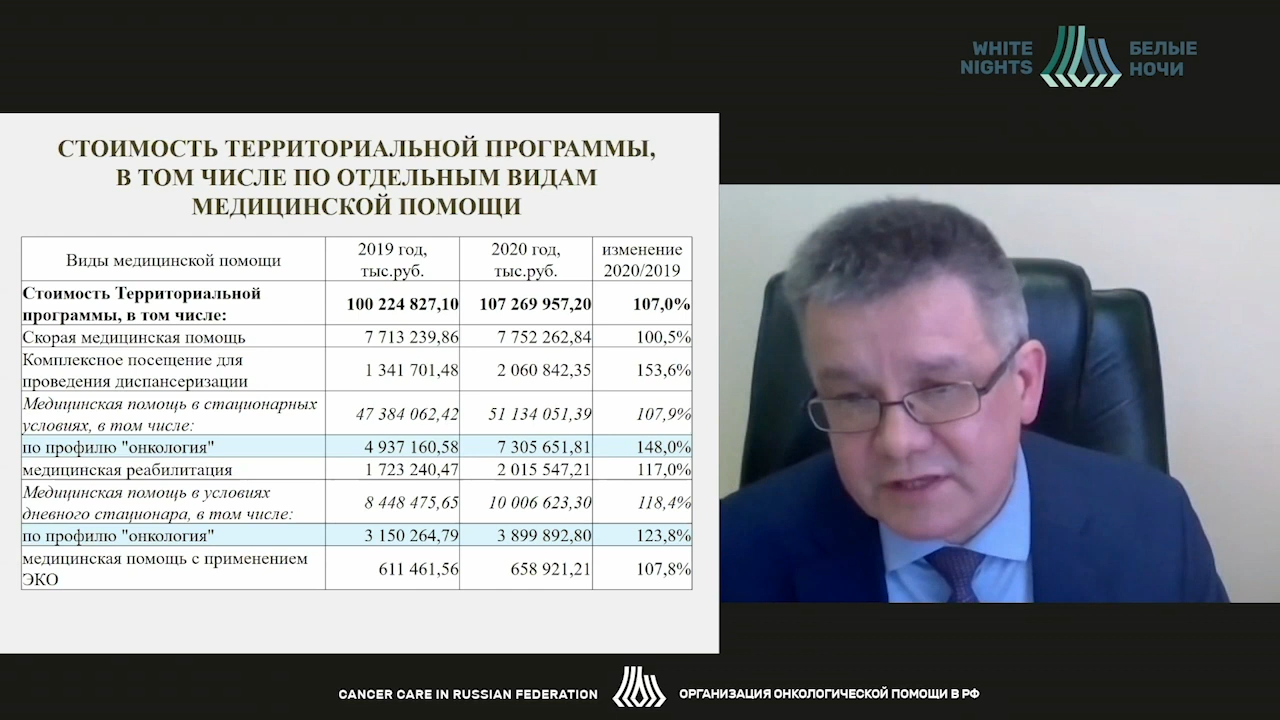 WHITE
NIGHTS
БЕЛЫЕ
НОЧИ
СТОИМОСТЬ ТЕРРИТОРИАЛЬНОЙ ПРОГРАММЫ,
В ТОМ ЧИСЛЕ ПО ОТДЕЛЬНЫМ ВИДАМ
МЕДИЦИНСКОЙ ПОМОЩИ
Виды медицинской помощи
2019 год,
тыс.руб.
2020 год,
тыс.руб.
изменение
2020/2019
Стоимость Территориальной
программы, в том числе:
100 224 827,10
107 269 957,20
107,0%
Скорая медицинская помощь
7 713 239,86
7 752 262,84
100,5%
Комплексное посещение для
проведения диспансеризации
1 341 701,48
2 060 842,35
153,6%
Медицинская помощь в стационарных
условиях, в том числе:
47 384 062,42
51 134 051,39
107,9%
по профилю "онкология"
4 937 160,58
7 305 651,81
148,0%
медицинская реабилитация
1 723 240,47
2 015 547,21
117,0%
Медицинская помощь в условиях
дневного стационара, в том числе:
8 448 475,65
10 006 623,30
118,4%
по профилю "онкология"
3 150 264,79
3 899 892,80
123,8%
медицинская помощь с применением
ЭКО
611 461,56
658 921,21
107,8%
CANCER CARE IN RUSSIAN FEDERATION
ОРГАНИЗАЦИЯ ОНКОЛОГИЧЕСКОЙ ПОМОЩИ В РФ